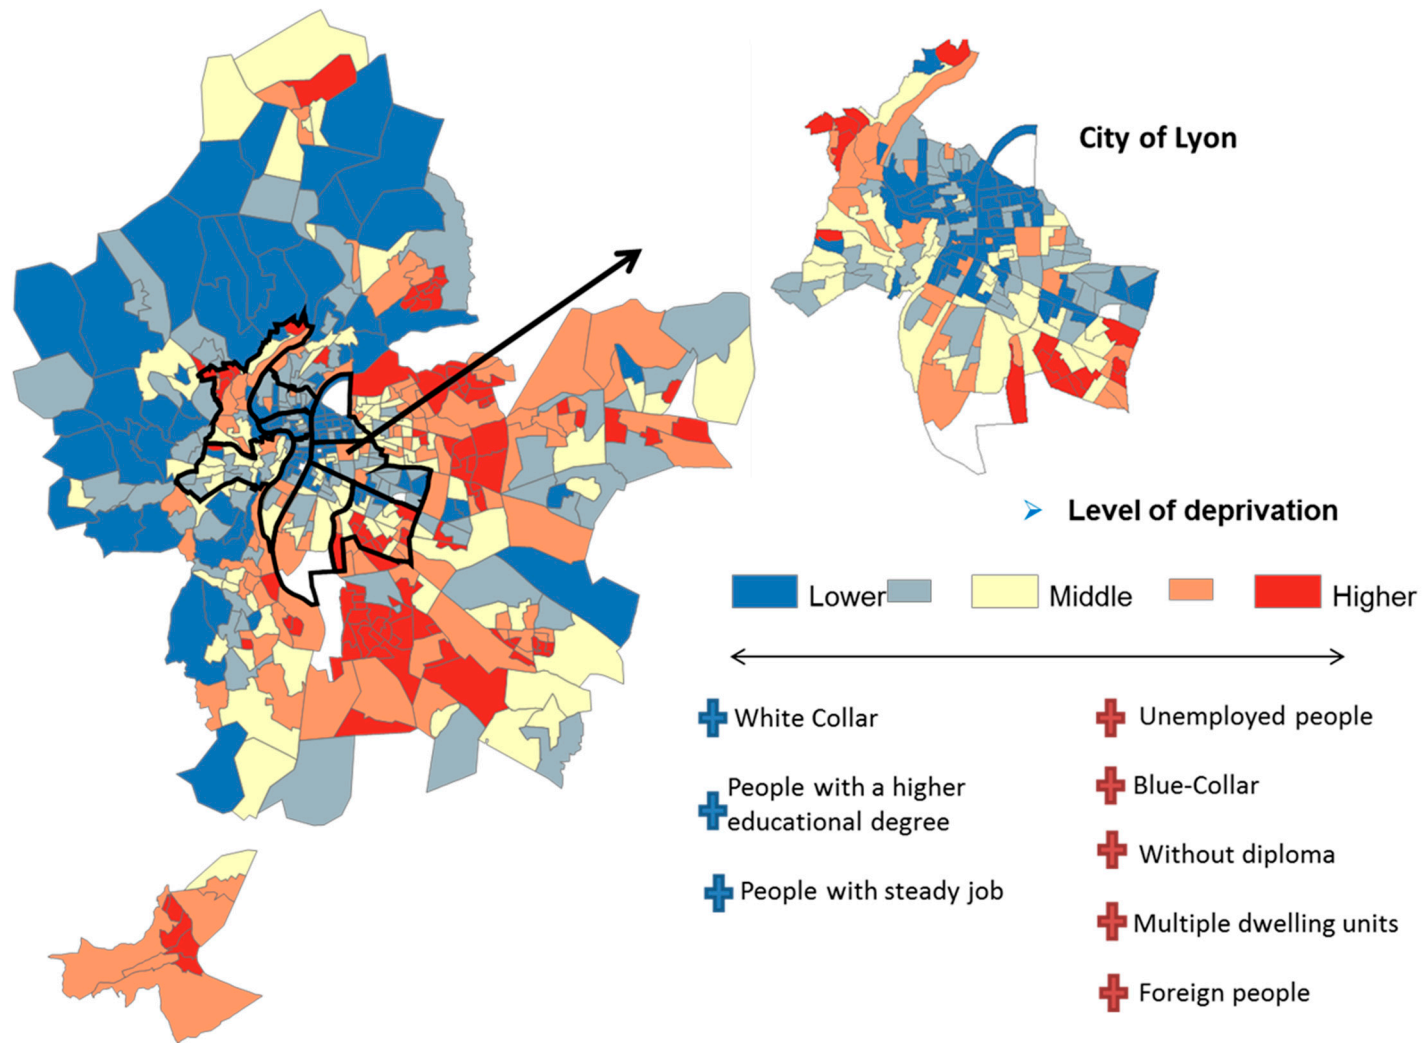 City of Lyon
Level of deprivation
Lower Middle Higher
White Collar
People with a higher
educational degree
People with steady job
Unemployed people
Blue-Collar
Without diploma
Multiple dwelling units
Foreign people